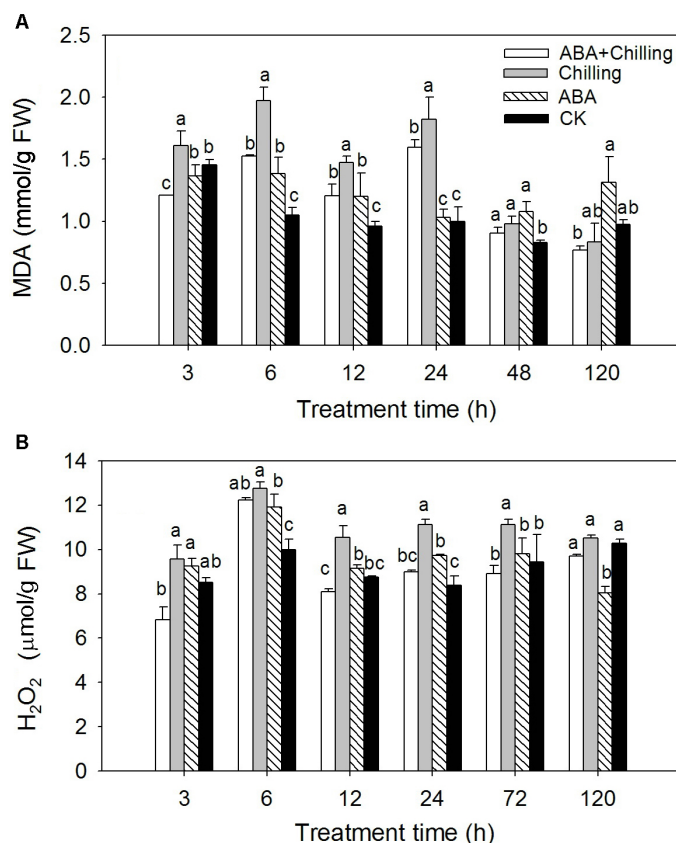 A
2.5
2.0
1.5
1.0
0.5
0.0
MDA (mmol/g FW)
ABA+Chilling
Chilling
ABA
CK
c a b b
b a b c
b a b c
b a c c
a a a b
b ab a ab
3 6 12 24 48 120
Treatment time (h)
B
14
12
10
8
6
4
2
0
H₂O₂ (μmol/g FW)
b a a ab
ab a b c
c a b bc
bc a b c
b a b b
a a b a
3 6 12 24 72 120
Treatment time (h)